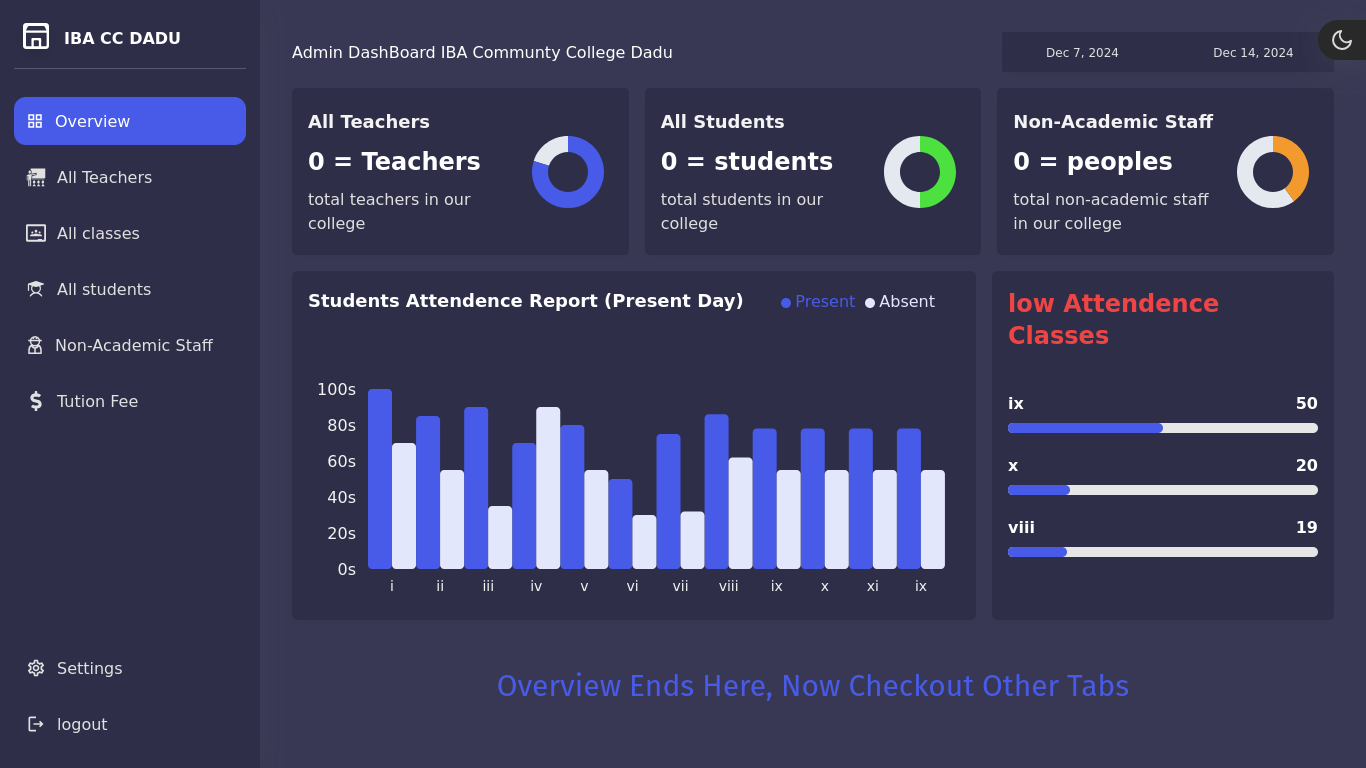 IBA CC DADU
Overview
All Teachers
All classes
All students
Non-Academic Staff
Tution Fee
Settings
logout
Admin DashBoard IBA Communty College Dadu
Dec 7, 2024
Dec 14, 2024
All Teachers
0 = Teachers
total teachers in our
college
All Students
0 = students
total students in our
college
Non-Academic Staff
0 = peoples
total non-academic staff
in our college
Students Attendence Report (Present Day)
Present Absent
100s
80s
60s
40s
20s
0s
i ii iii iv v vi vii viii ix x xi ix
low Attendence
Classes
ix 50
x 20
viii 19
Overview Ends Here, Now Checkout Other Tabs